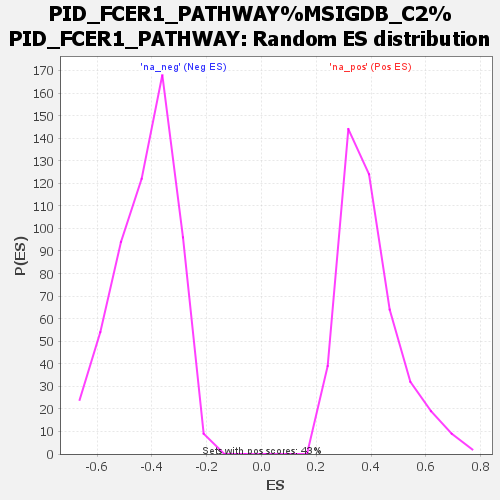 PID_FCER1_PATHWAY%MSIGDB_C2%
PID_FCER1_PATHWAY: Random ES distribution
'na_neg' (Neg ES)
'na_pos' (Pos ES)
170
160
150
140
130
120
110
100
90
80
70
60
50
40
30
20
10
0
P(ES)
Sets with pos scores: 43%
-0.6 -0.4 -0.2 0.0 0.2 0.4 0.6 0.8
ES